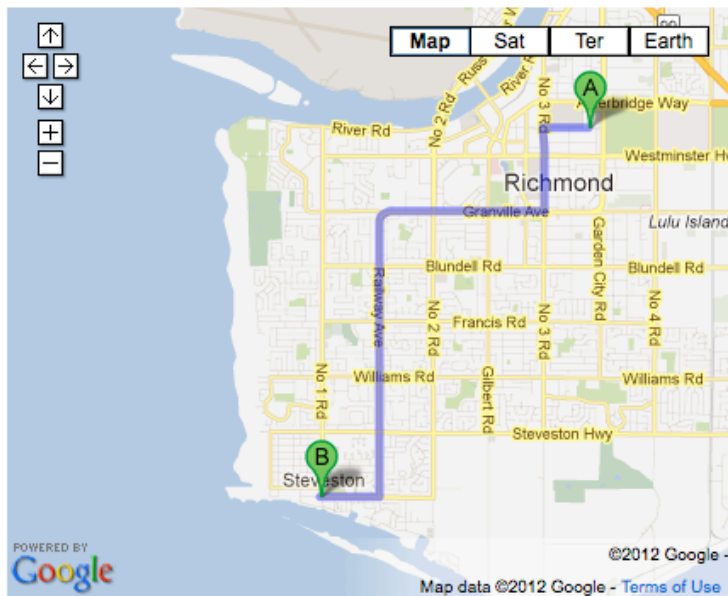 Map Sat Ter Earth
Russ
River R
No 2 Rd
No 3 Rd
A
erbridge Way
River Rd
Westminster Hw
Richmond
Granville Ave
Lulu Island
Garden City Rd
Blundell Rd
Blundell Rd
Railway Ave
No 2 Rd
No 3 Rd
No 4 Rd
Francis Rd
No 1 Rd
Williams Rd
Gilbert Rd
Williams Rd
Steveston Hwy
B
Steveston
POWERED BY
Google
©2012 Google -
Map data ©2012 Google - Terms of Use